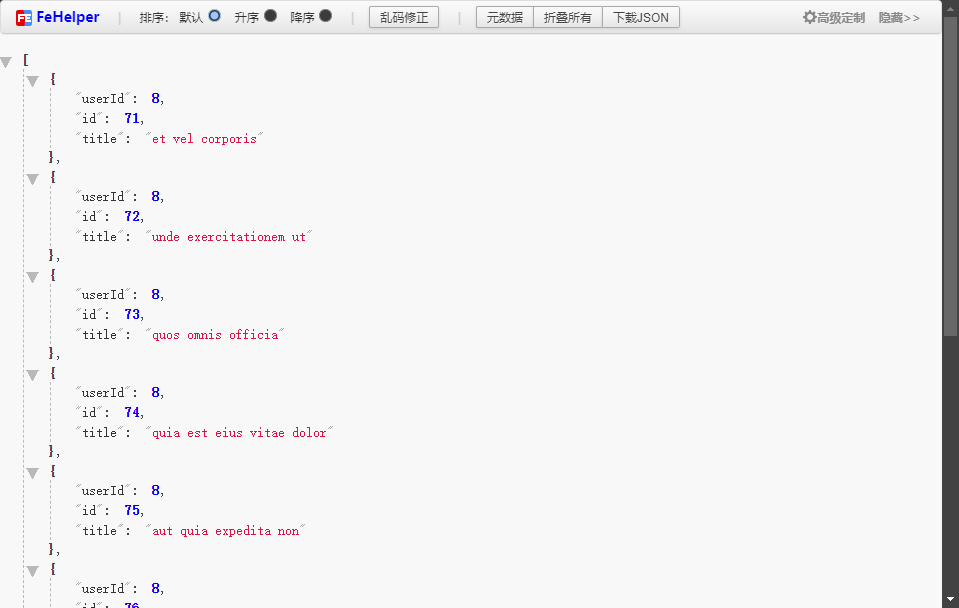 FeHelper | 排序: 默认 升序 降序 | 乱码修正 | 元数据 折叠所有 下载JSON 高级定制 隐藏>>
[
{
"userId": 8,
"id": 71,
"title": "et vel corporis"
},
{
"userId": 8,
"id": 72,
"title": "unde exercitationem ut"
},
{
"userId": 8,
"id": 73,
"title": "quos omnis officia"
},
{
"userId": 8,
"id": 74,
"title": "quia est eius vitae dolor"
},
{
"userId": 8,
"id": 75,
"title": "aut quia expedita non"
},
{
"userId": 8,
"id": 76,